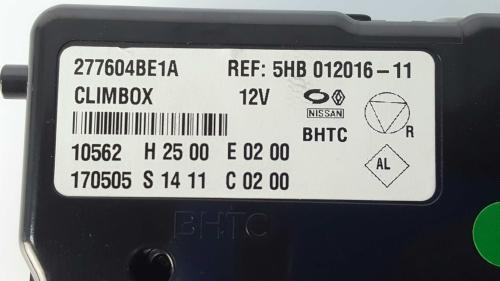 277604BE1A REF: 5HB 012016-11
CLIMBOX 12V
NISSAN
BHTC
R
10562 H 25 00 E 02 00
AL
170505 S 14 11 C 02 00
BHTC